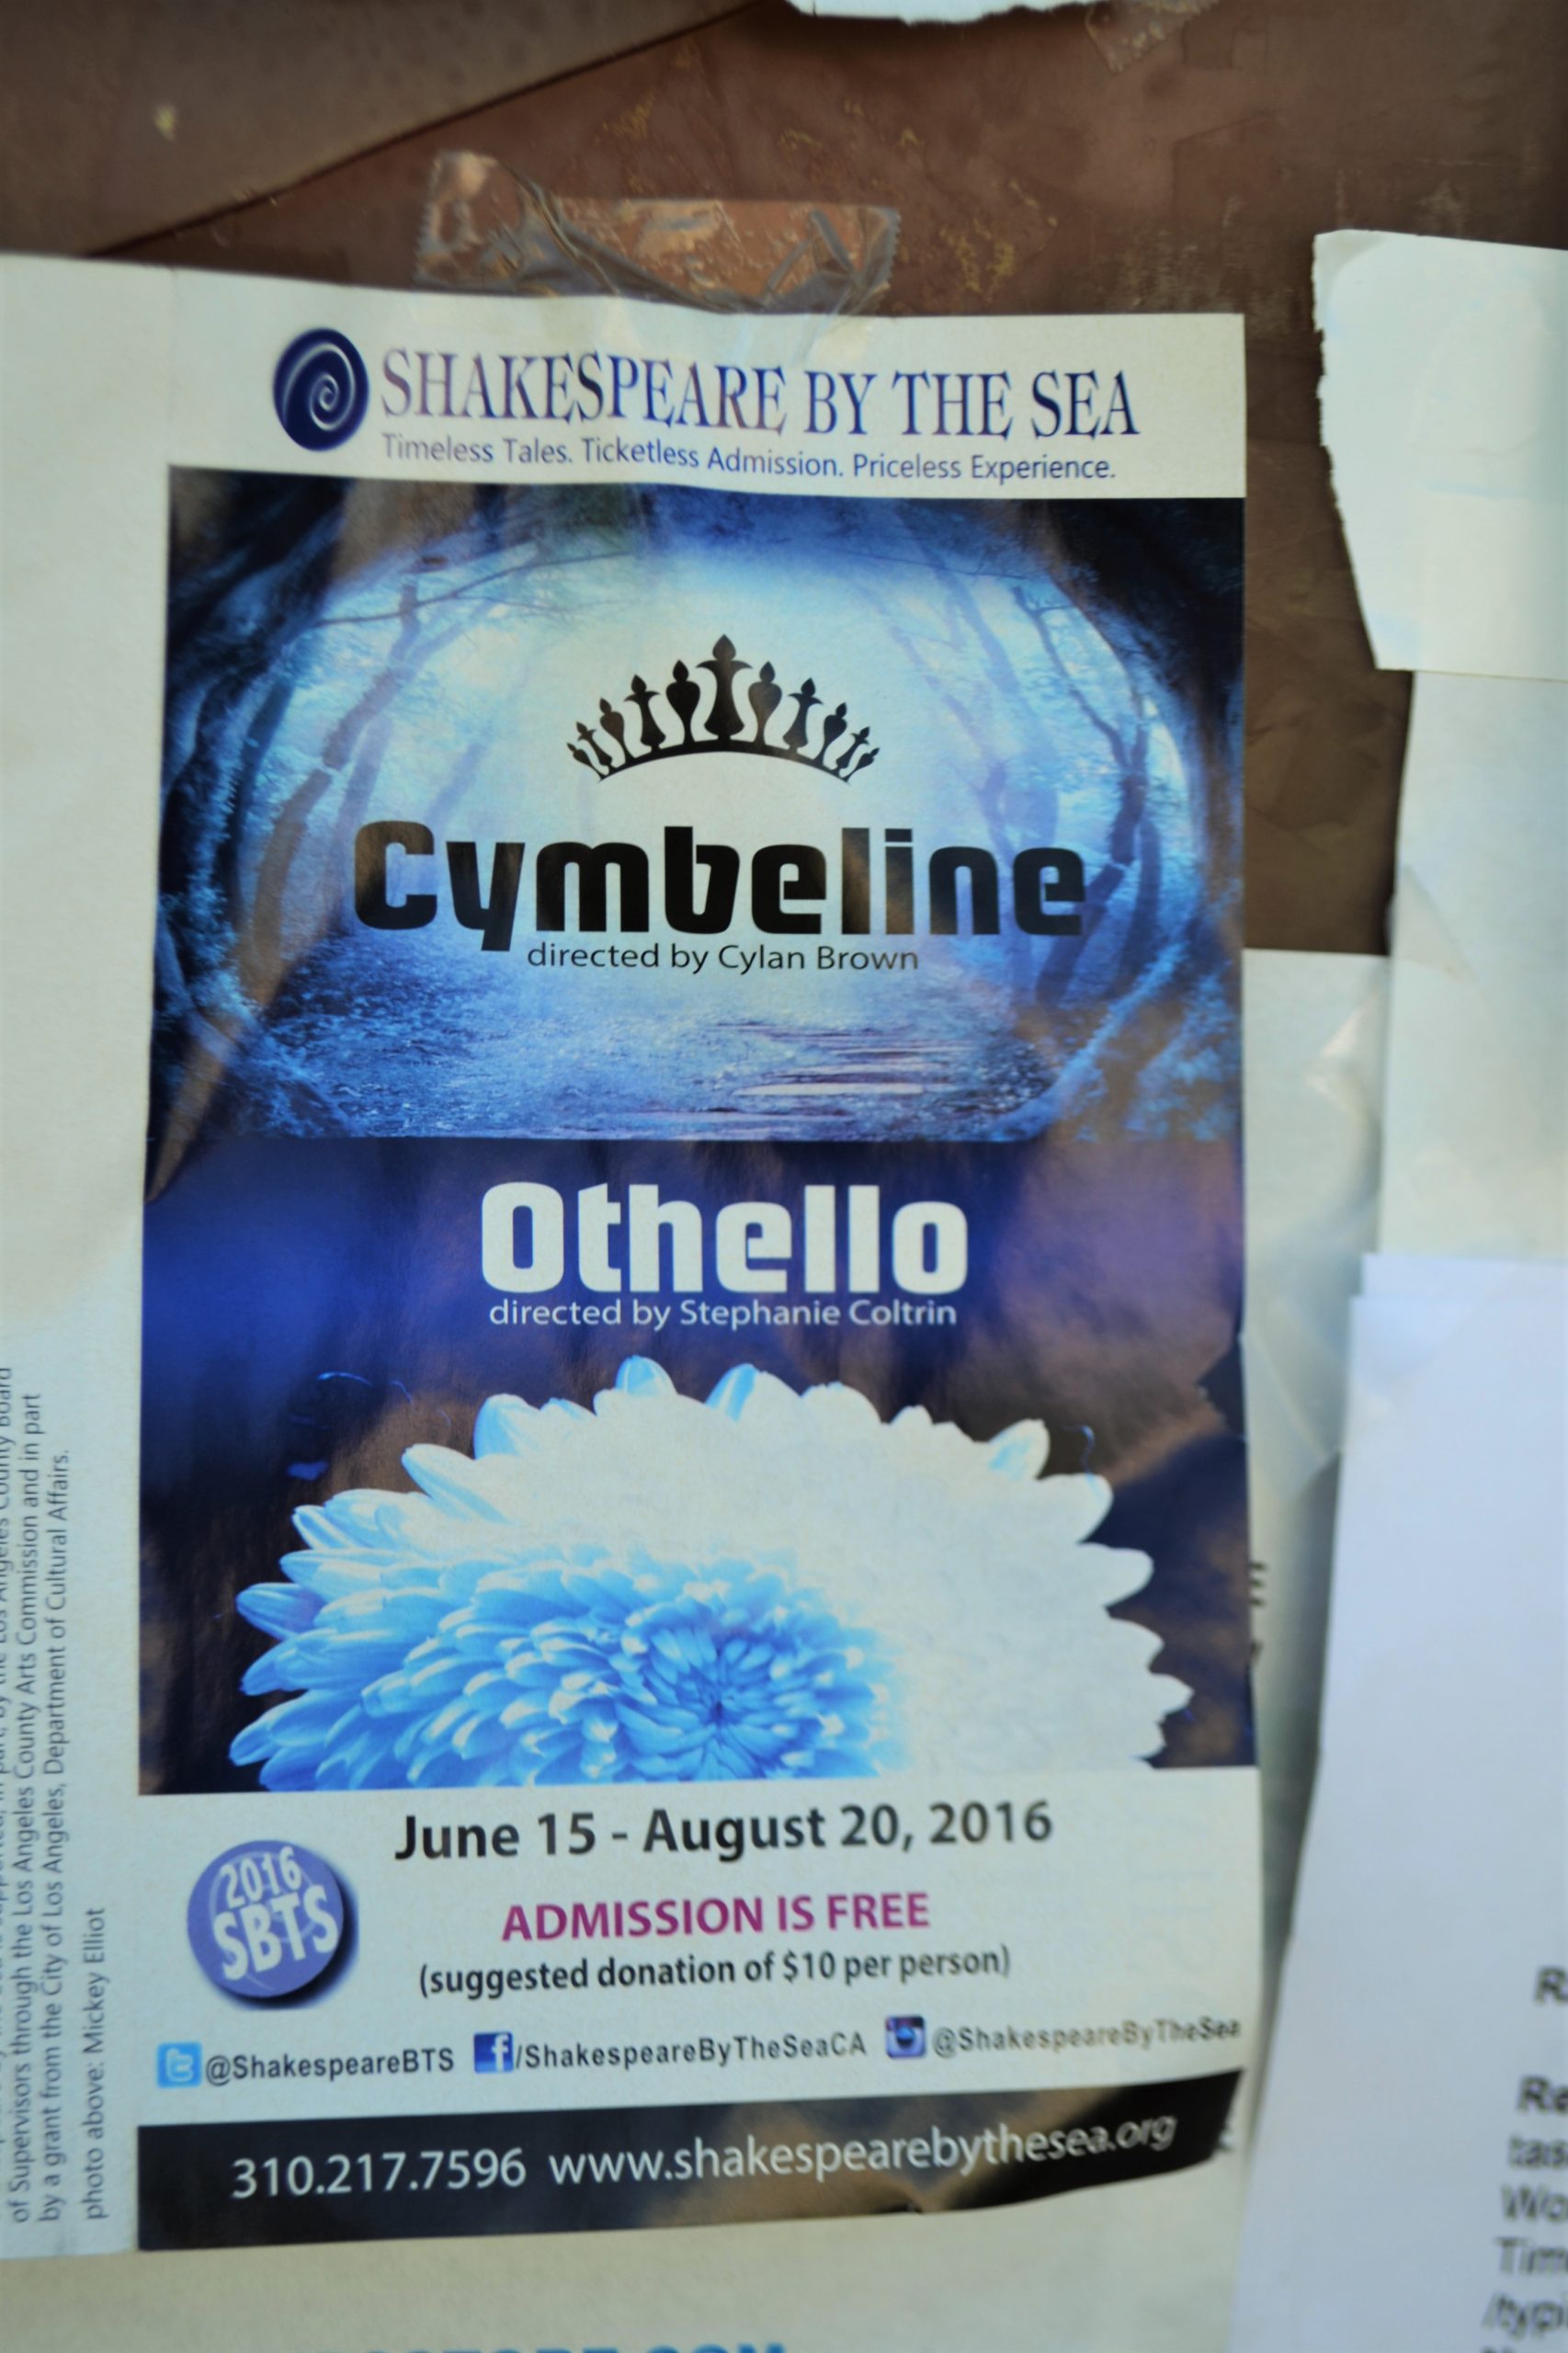 SHAKESPEARE BY THE SEA
Timeless Tales. Ticketless Admission. Priceless Experience.
Cymbeline
directed by Cylan Brown
Othello
directed by Stephanie Coltrin
June 15 - August 20, 2016
2016
SBTS
ADMISSION IS FREE
(suggested donation of $10 per person)
@ShakespeareBTS f/ShakespeareByTheSeaCA @ShakespeareByTheSea
310.217.7596 www.shakespearebythesea.org
of Supervisors through the Los Angeles County Arts Commission and in part
by a grant from the City of Los Angeles, Department of Cultural Affairs.
photo above: Mickey Elliot